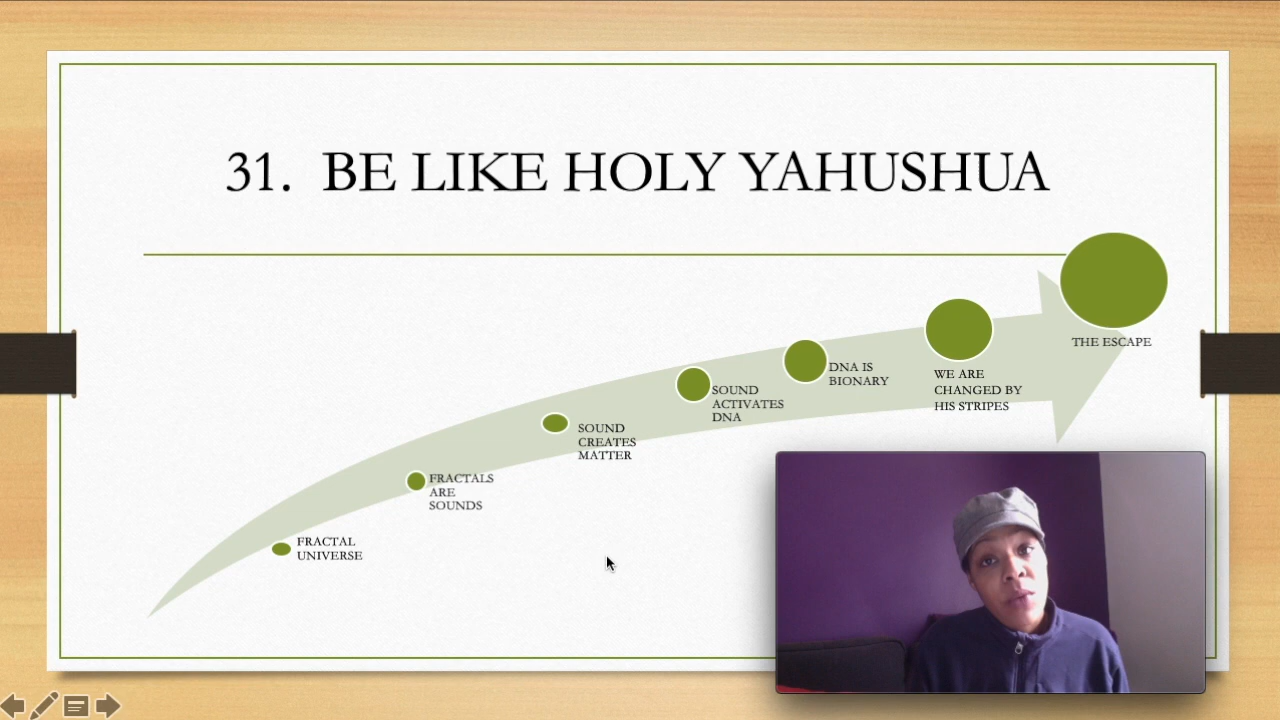 31. BE LIKE HOLY YAHUSHUA
FRACTAL
UNIVERSE
FRACTALS
ARE
SOUNDS
SOUND
CREATES
MATTER
SOUND
ACTIVATES
DNA
DNA IS
BIONARY
WE ARE
CHANGED BY
HIS STRIPES
THE ESCAPE